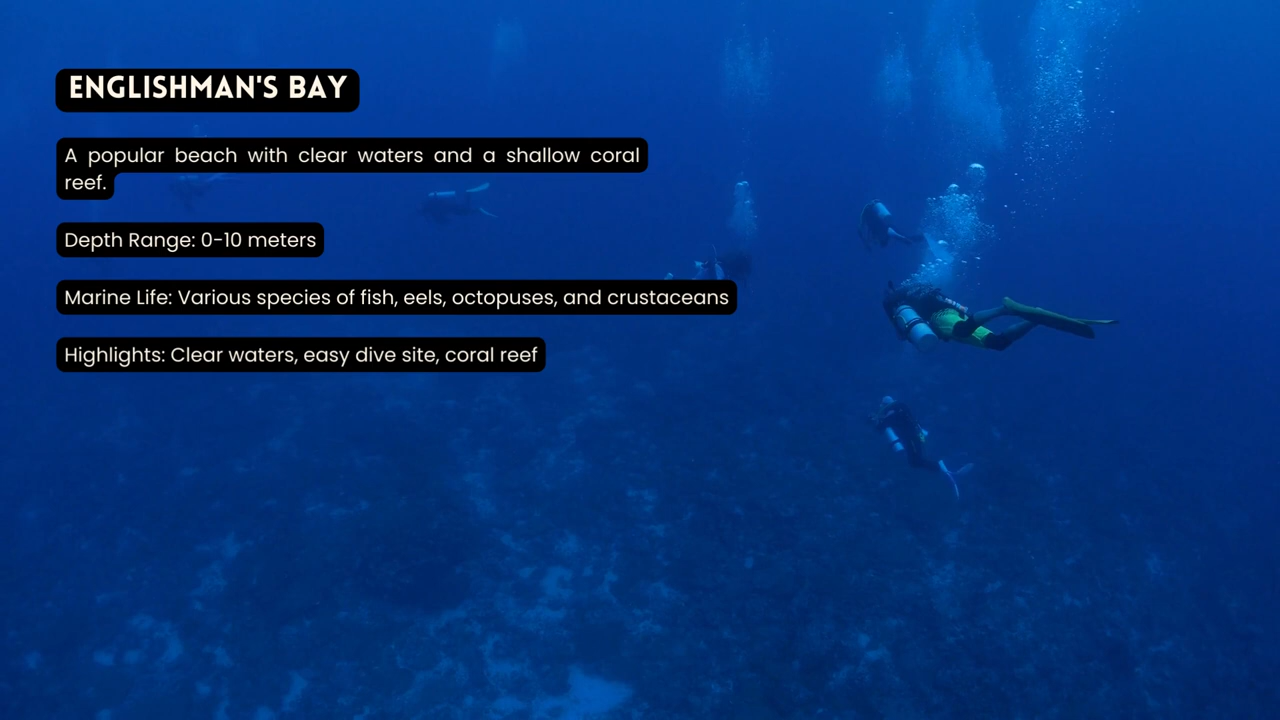 ENGLISHMAN'S BAY
A popular beach with clear waters and a shallow coral
reef.
Depth Range: 0-10 meters
Marine Life: Various species of fish, eels, octopuses, and crustaceans
Highlights: Clear waters, easy dive site, coral reef